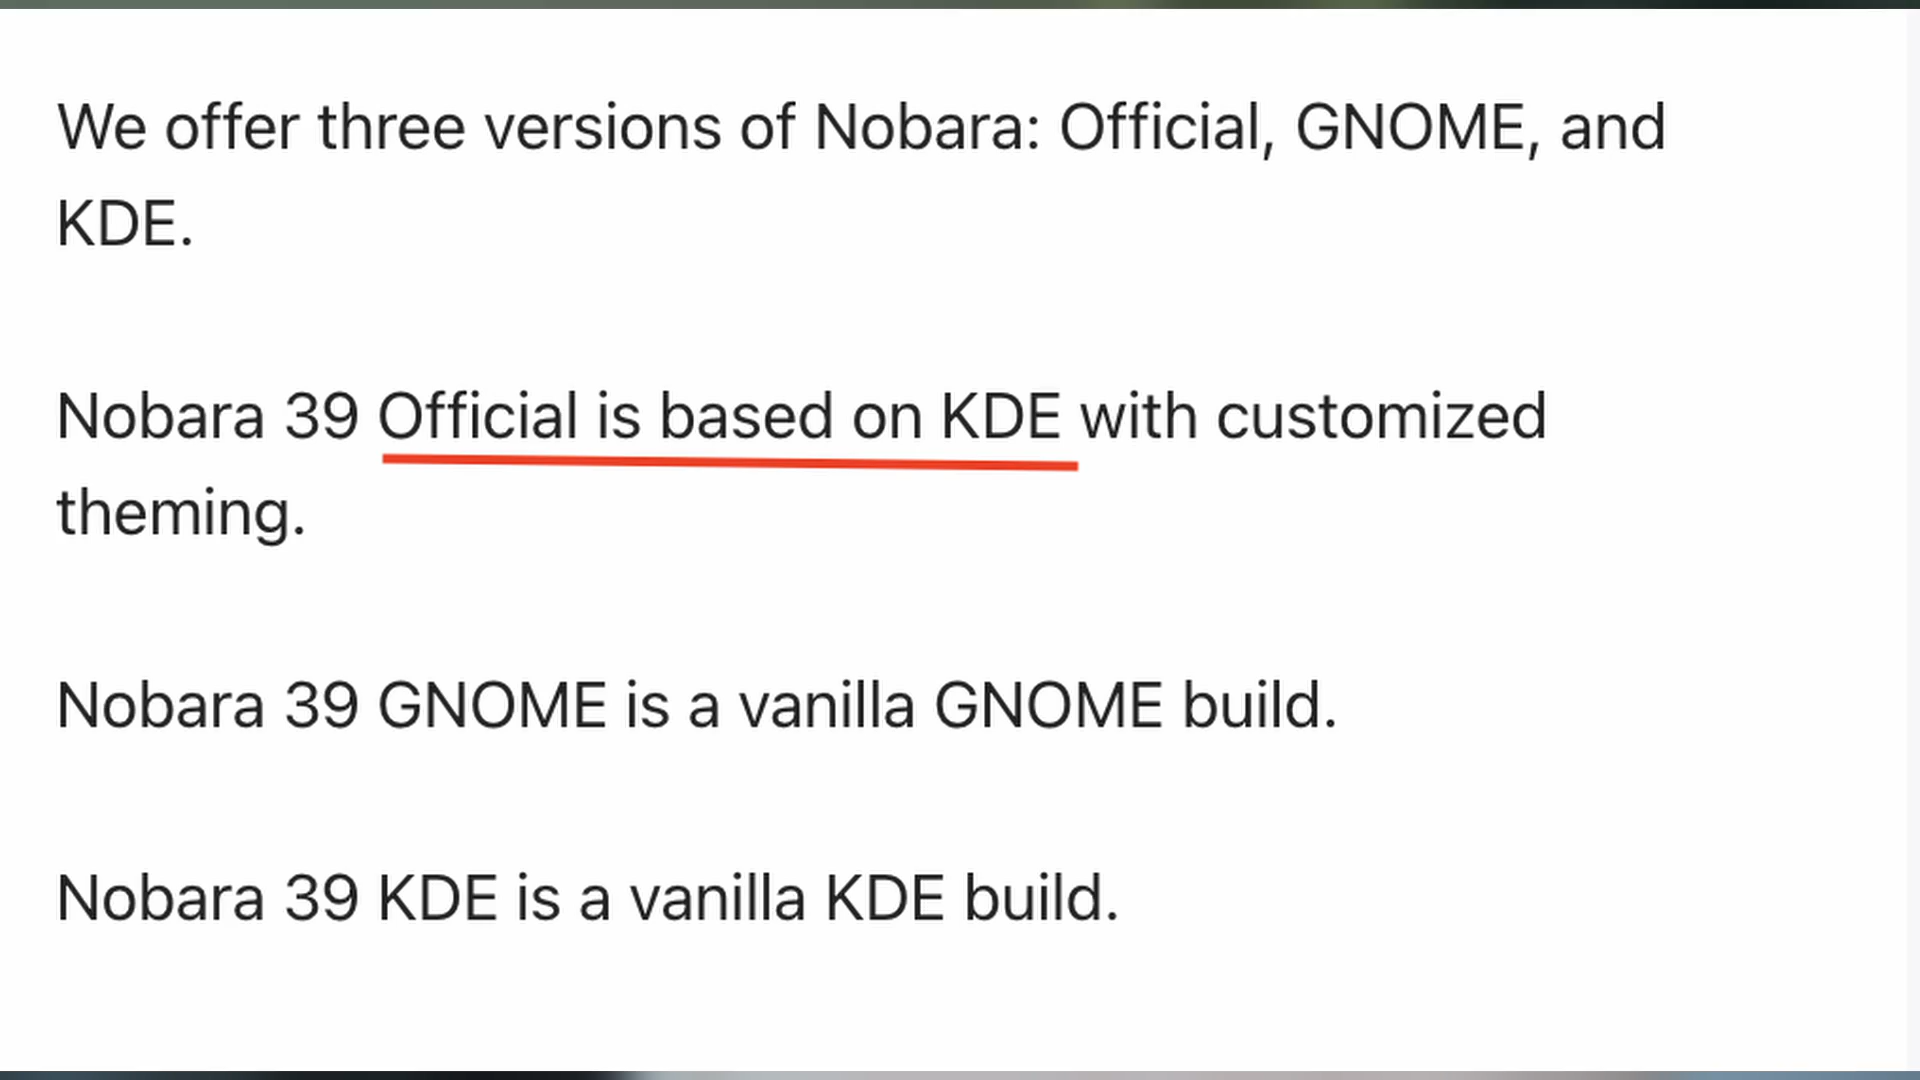 We offer three versions of Nobara: Official, GNOME, and
KDE.
Nobara 39 Official is based on KDE with customized
theming.
Nobara 39 GNOME is a vanilla GNOME build.
Nobara 39 KDE is a vanilla KDE build.